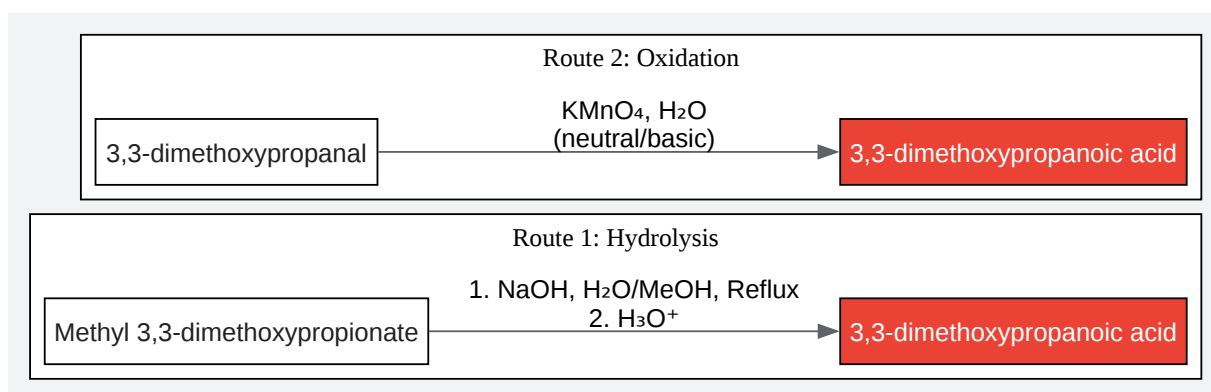 Route 2: Oxidation
KMnO₄, H₂O
(neutral/basic)
3,3-dimethoxypropanal
3,3-dimethoxypropanoic acid
Route 1: Hydrolysis
1. NaOH, H₂O/MeOH, Reflux
2. H₃O⁺
Methyl 3,3-dimethoxypropionate
3,3-dimethoxypropanoic acid